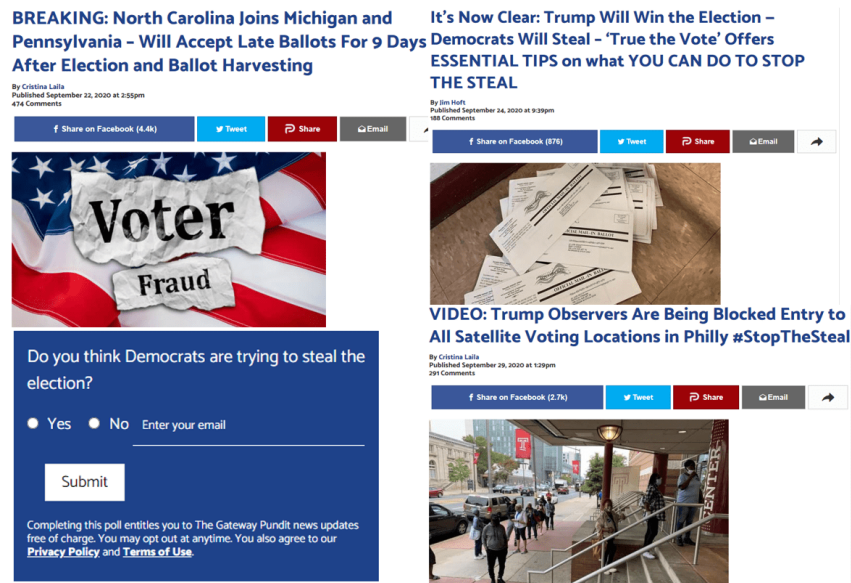 BREAKING: North Carolina Joins Michigan and
Pennsylvania – Will Accept Late Ballots For 9 Days
After Election and Ballot Harvesting
By Cristina Laila
Published September 22, 2020 at 2:55pm
474 Comments
Share on Facebook (4.4k)
Tweet
Share
Email
Voter
Fraud
Do you think Democrats are trying to steal the
election?
Yes
No
Enter your email
Submit
Completing this poll entitles you to The Gateway Pundit news updates
free of charge. You may opt out at anytime. You also agree to our
Privacy Policy and Terms of Use.
It's Now Clear: Trump Will Win the Election –
Democrats Will Steal – 'True the Vote' Offers
ESSENTIAL TIPS on what YOU CAN DO TO STOP
THE STEAL
By Jim Hoft
Published September 24, 2020 at 9:39pm
188 Comments
Share on Facebook (876)
Tweet
Share
Email
OFFICIAL MAIL-IN BALLOT
VIDEO: Trump Observers Are Being Blocked Entry to
All Satellite Voting Locations in Philly #StopTheSteal
By Cristina Laila
Published September 29, 2020 at 1:29pm
291 Comments
Share on Facebook (2.7k)
Tweet
Share
Email
T
CENTER